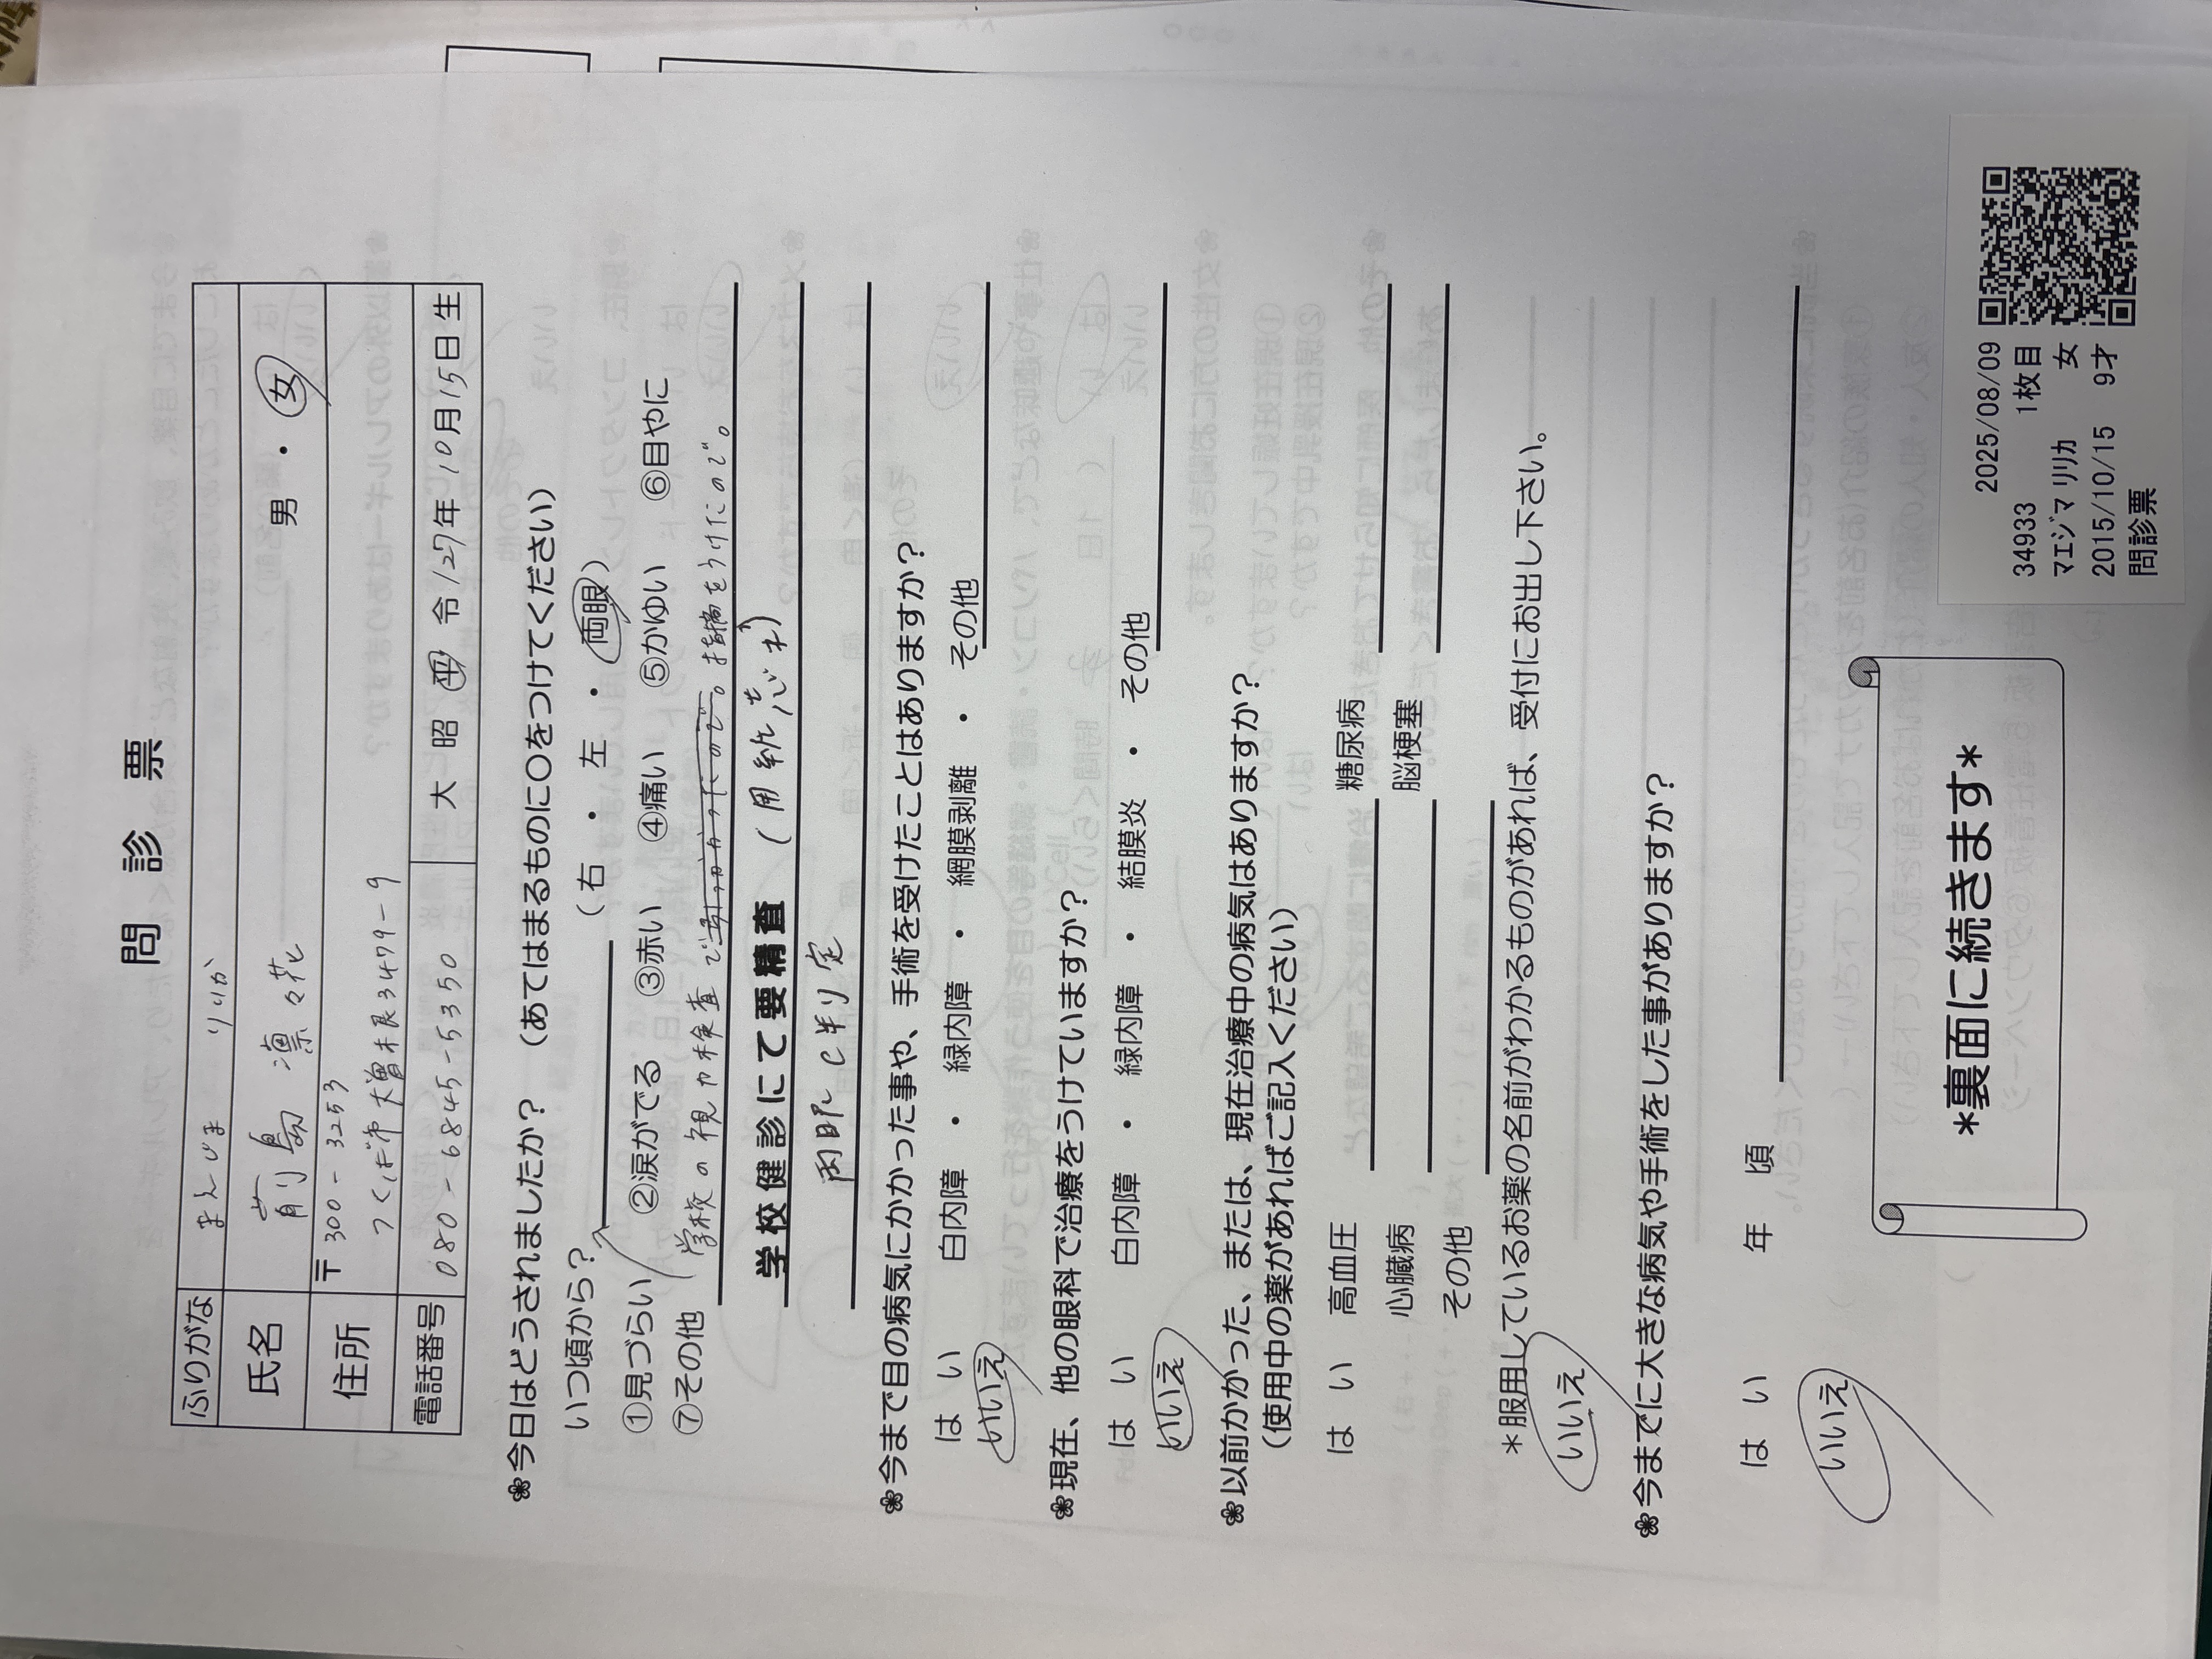 問診票
ふりがな まえじま りりか
氏名 前島 凛々花 男 ・ 女
住所 〒300-3253
つくば市大曽根3479-9
電話番号 080-6845-5350 大 昭 平 令 27年 10月15日生
❀今日はどうされましたか? (あてはまるものに〇をつけてください)
いつ頃から? (右 ・ 左 ・ 両眼)
①見づらい ②涙がでる ③赤い ④痛い ⑤かゆい ⑥目やに
⑦その他 学校の視力検査で引っかかったので。指摘をうけたので。
学校健診にて要精査 (用紙忘れ)
両眼C判定
❀今まで目の病気にかかった事や、手術を受けたことはありますか?
はい 白内障 ・ 緑内障 ・ 網膜剥離 ・ その他
いいえ
❀現在、他の眼科で治療をうけていますか?
はい 白内障 ・ 緑内障 ・ 結膜炎 ・ その他
いいえ
❀以前かかった、または、現在治療中の病気はありますか?
(使用中の薬があればご記入ください)
はい 高血圧 糖尿病
心臓病 脳梗塞
その他
*服用しているお薬の名前がわかるものがあれば、受付にお出し下さい。
いいえ
❀今までに大きな病気や手術をした事がありますか?
はい 年 頃
いいえ
*裏面に続きます*
2025/08/09
34933 1枚目
マエジマ リリカ 女
2015/10/15 9才
問診票